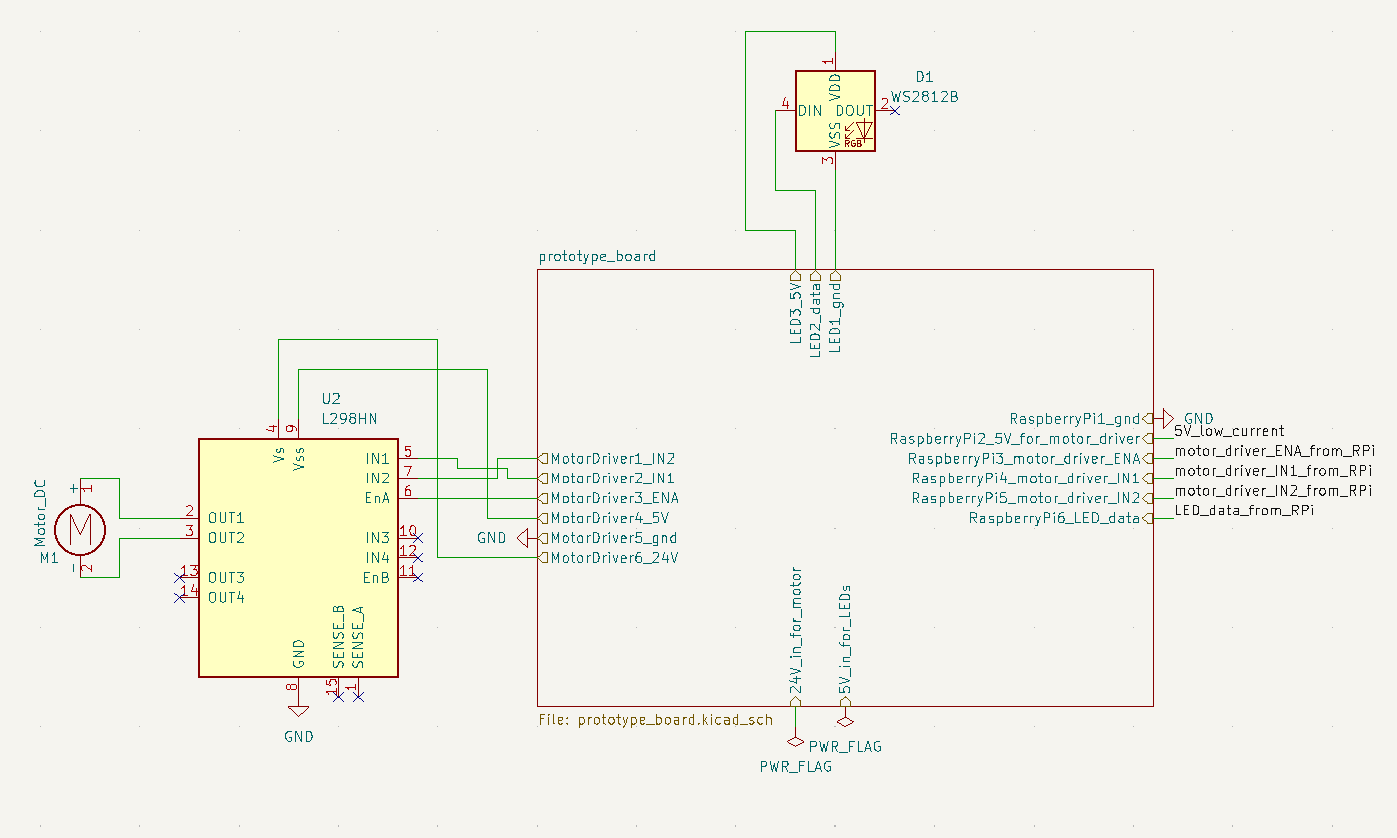 1
D1
WS2812B
VDD
4
DIN
DOUT
2
VSS
RGB
3
prototype_board
LED3_5V
LED2_data
LED1_gnd
U2
L298HN
4
9
Vs
Vss
RaspberryPi1_gnd
GND
RaspberryPi2_5V_for_motor_driver
5V_low_current
RaspberryPi3_motor_driver_ENA
motor_driver_ENA_from_RPi
RaspberryPi4_motor_driver_IN1
motor_driver_IN1_from_RPi
RaspberryPi5_motor_driver_IN2
motor_driver_IN2_from_RPi
RaspberryPi6_LED_data
LED_data_from_RPi
IN1
5
MotorDriver1_IN2
IN2
7
MotorDriver2_IN1
EnA
6
MotorDriver3_ENA
MotorDriver4_5V
GND
MotorDriver5_gnd
MotorDriver6_24V
Motor_DC
M1
+
1
M
-
2
2
OUT1
3
OUT2
13
OUT3
14
OUT4
IN3
10
IN4
12
EnB
11
GND
SENSE_B
SENSE_A
8
15
1
GND
24V_in_for_motor
5V_in_for_LEDs
File: prototype_board.kicad_sch
PWR_FLAG
PWR_FLAG